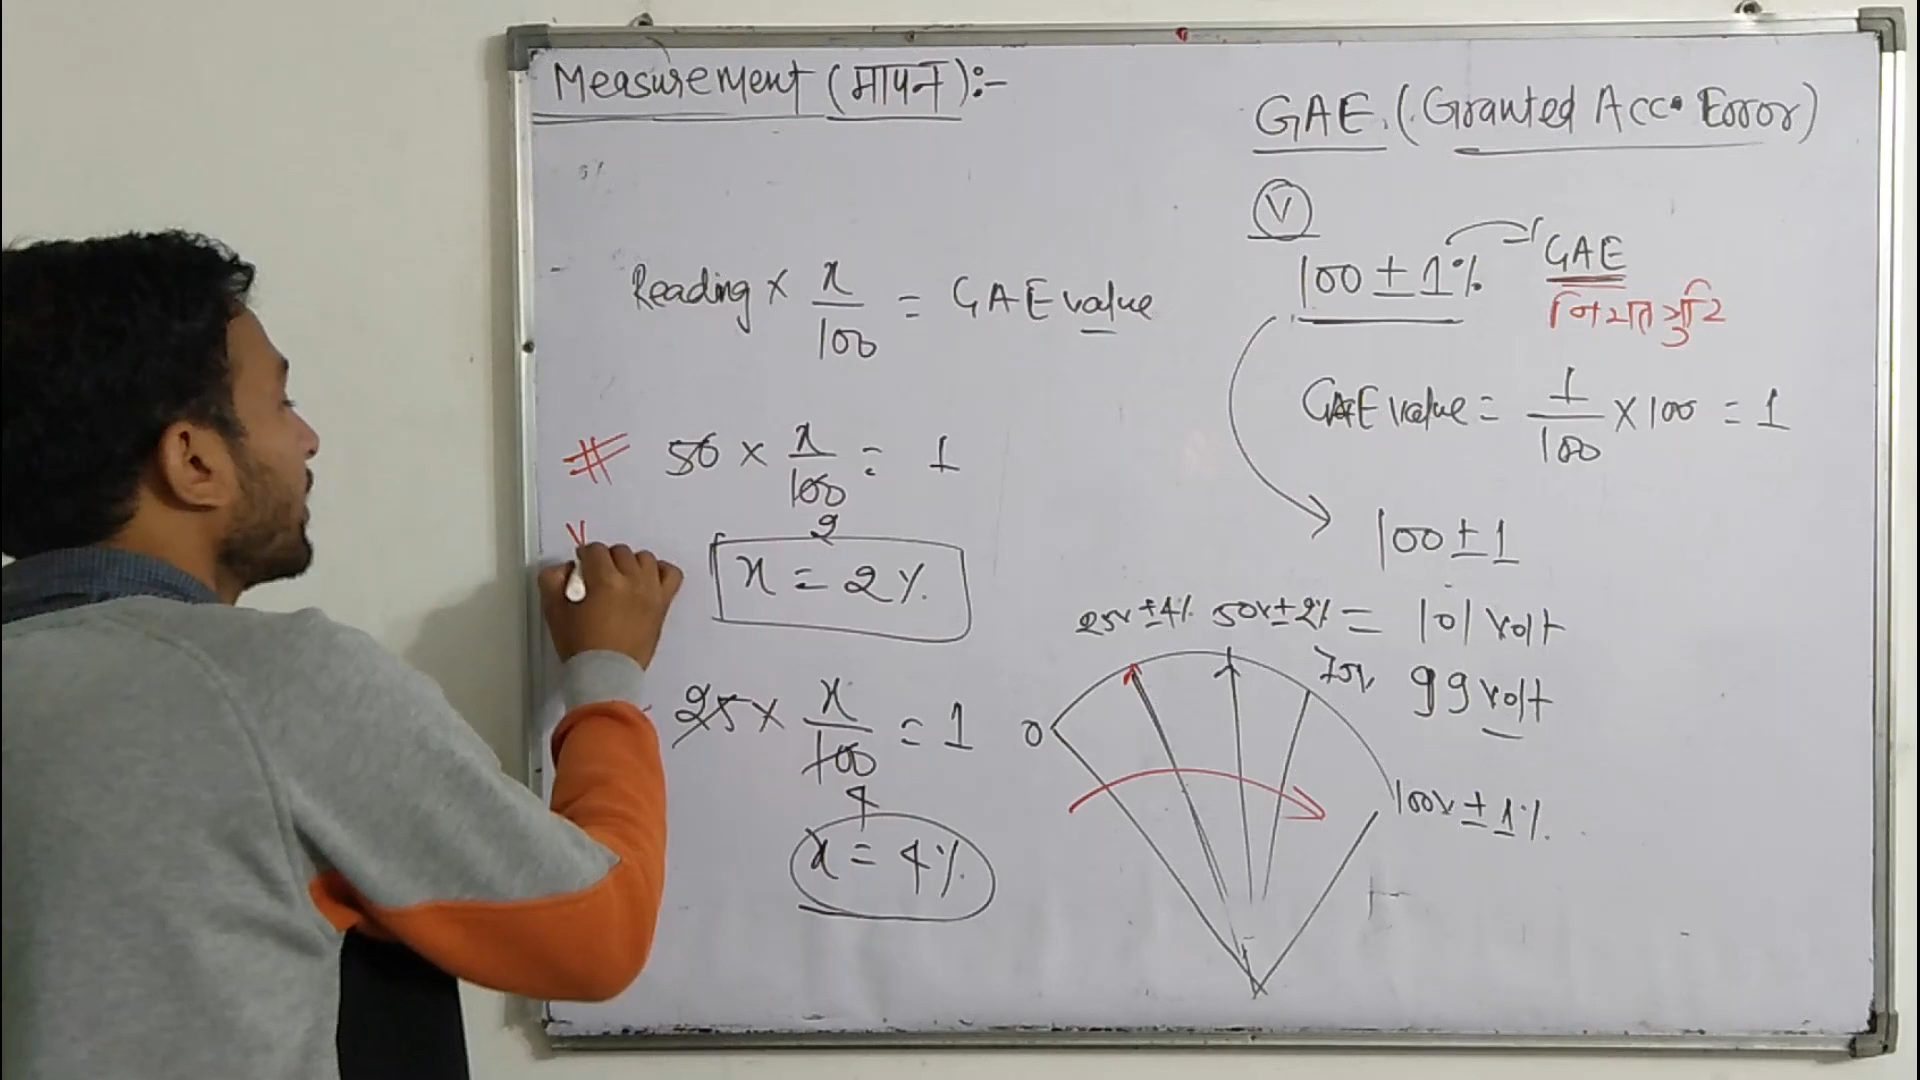 Measurement (मापन):-
Reading × x/100 = GAE value
# 50 × x/100 = 1
2
x = 2%
25 × x/100 = 1
4
x = 4%
GAE. (Granted Acc. Error)
V
100 ± 1% → GAE
नियत त्रुटि
GAE value = 1/100 × 100 = 1
100 ± 1
= 101 volt
99 volt
25v ± 4% 50v ± 2%
0
100v ± 1%